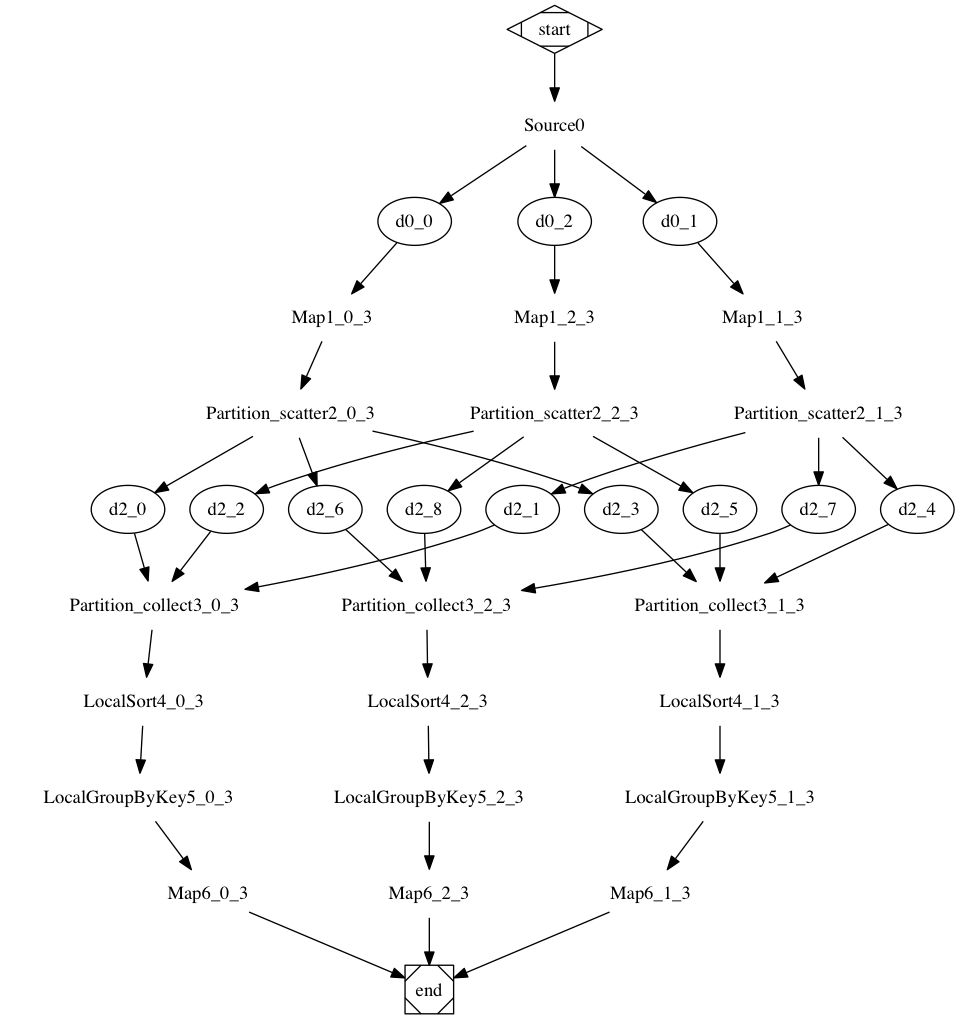 start
Source0
d0_0
d0_2
d0_1
Map1_0_3
Map1_2_3
Map1_1_3
Partition_scatter2_0_3
Partition_scatter2_2_3
Partition_scatter2_1_3
d2_0
d2_2
d2_6
d2_8
d2_1
d2_3
d2_5
d2_7
d2_4
Partition_collect3_0_3
Partition_collect3_2_3
Partition_collect3_1_3
LocalSort4_0_3
LocalSort4_2_3
LocalSort4_1_3
LocalGroupByKey5_0_3
LocalGroupByKey5_2_3
LocalGroupByKey5_1_3
Map6_0_3
Map6_2_3
Map6_1_3
end